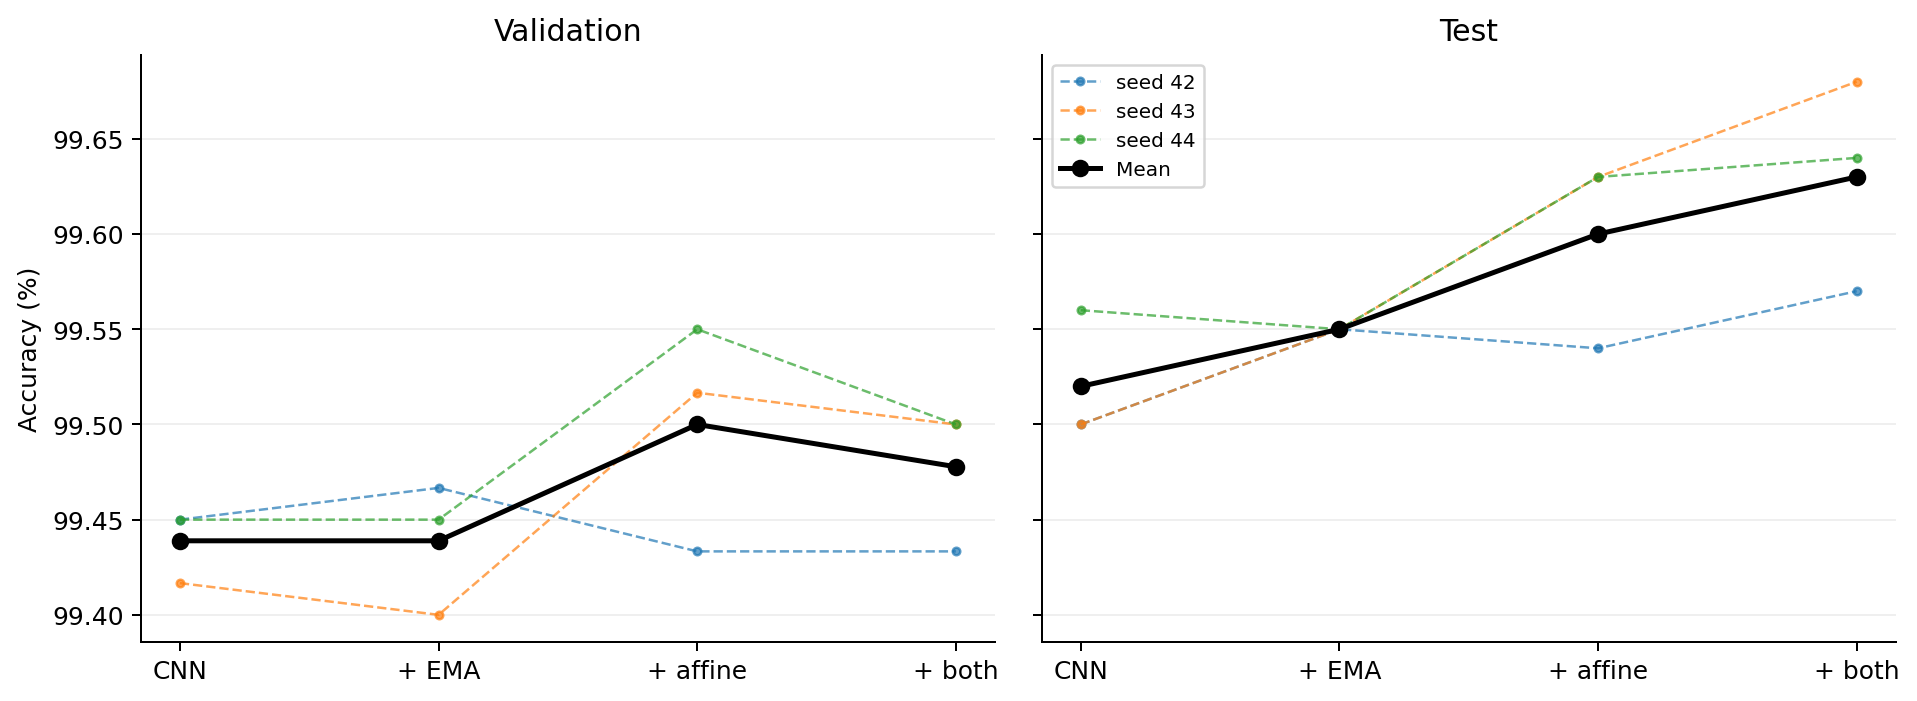 Validation
Test
Accuracy (%)
99.65
99.60
99.55
99.50
99.45
99.40
CNN
+ EMA
+ affine
+ both
seed 42
seed 43
seed 44
Mean
CNN
+ EMA
+ affine
+ both